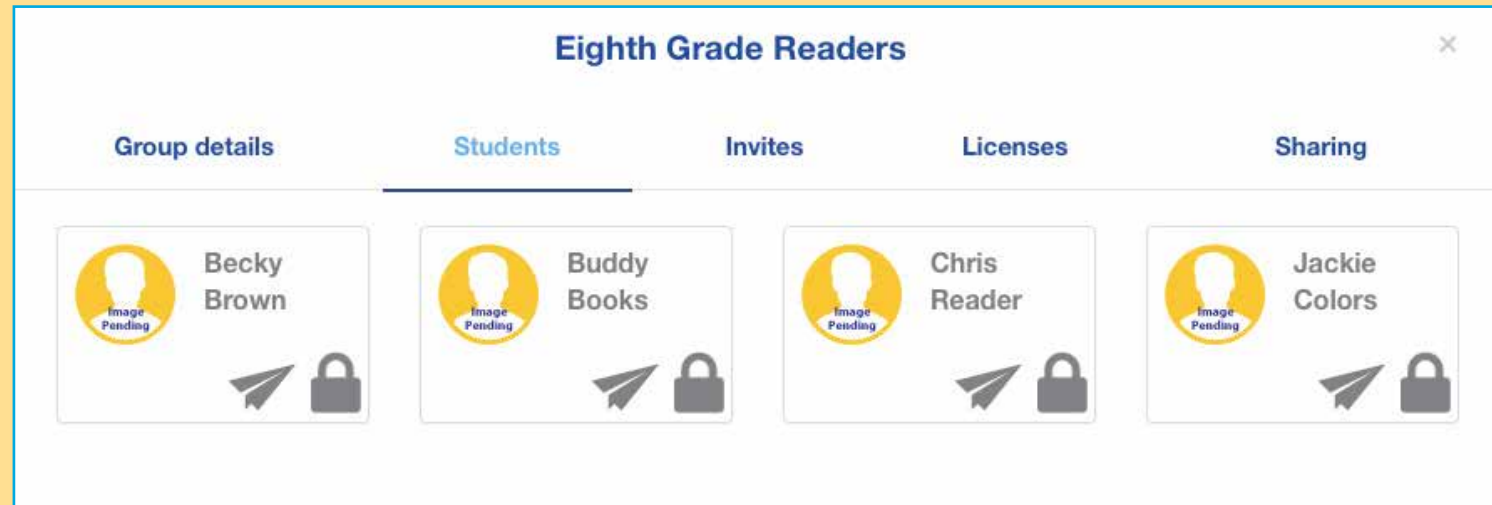 Eighth Grade Readers
×
Group details
Students
Invites
Licenses
Sharing
Becky
Brown
Image
Pending
Buddy
Books
Image
Pending
Chris
Reader
Image
Pending
Jackie
Colors
Image
Pending